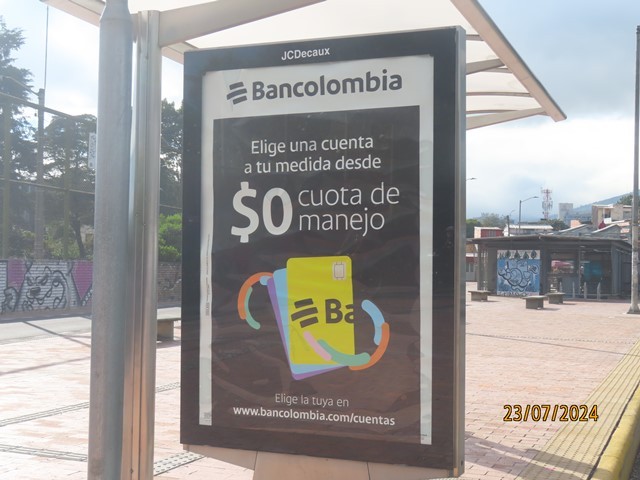 JCDecaux
Bancolombia
Elige una cuenta
a tu medida desde
$0 cuota de
manejo
Ba
Elige la tuya en
www.bancolombia.com/cuentas
23/07/2024